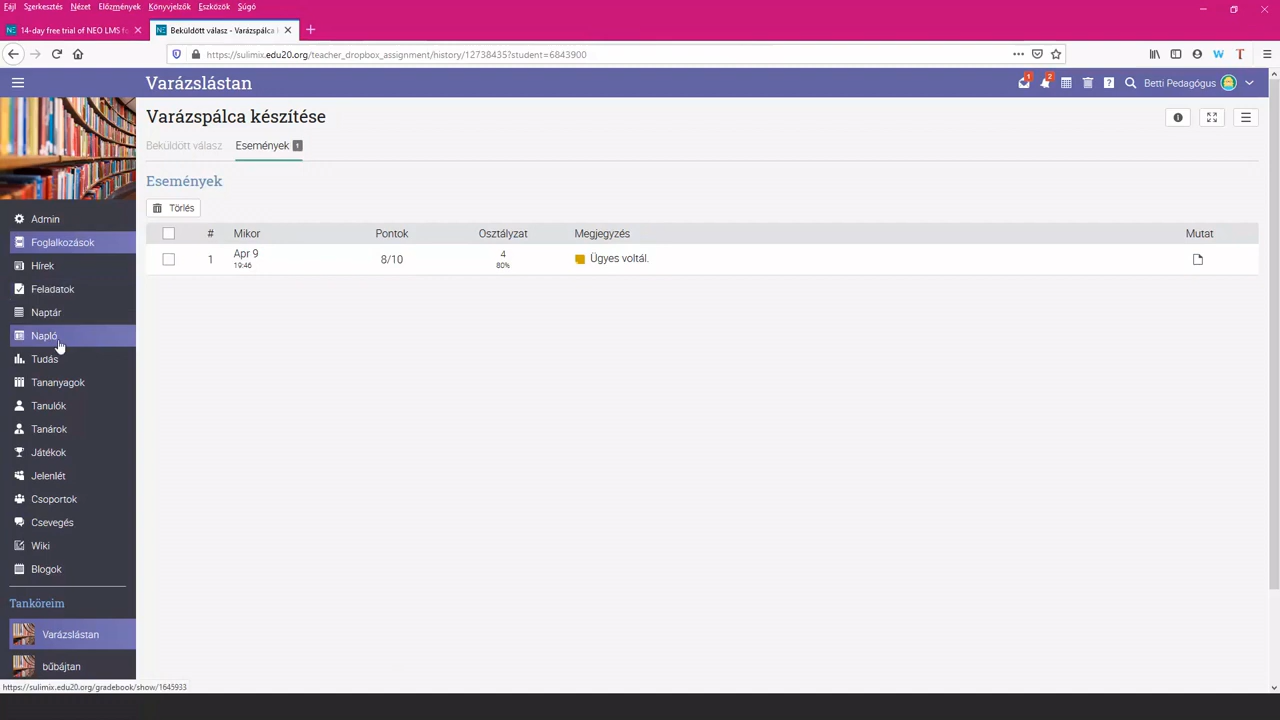 Fájl Szerkesztés Nézet Előzmények Könyvjelzők Eszközök Súgó
14-day free trial of NEO LMS fo
Beküldött válasz - Varázspálca
https://sulimix.edu20.org/teacher_dropbox_assignment/history/12738435?student=6843900
Varázslástan
1
2
Betti Pedagógus
Varázspálca készítése
Beküldött válasz
Események 1
Események
Törlés
# Mikor Pontok Osztályzat Megjegyzés Mutat
1 Apr 9 8/10 4 Ügyes voltál.
19:46 80%
Admin
Foglalkozások
Hírek
Feladatok
Naptár
Napló
Tudás
Tananyagok
Tanulók
Tanárok
Játékok
Jelenlét
Csoportok
Csevegés
Wiki
Blogok
Tanköreim
Varázslástan
bűbájtan
https://sulimix.edu20.org/gradebook/show/1645933